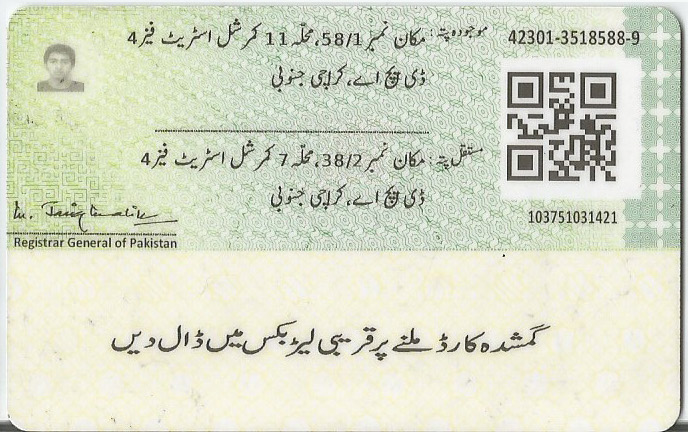 موجودہ پتہ: مکان نمبر 58/1، محلہ 11 کمرشل اسٹریٹ فیز 4
ڈی ایچ اے، کراچی جنوبی
42301-3518588-9
مستقل پتہ: مکان نمبر 38/2، محلہ 7 کمرشل اسٹریٹ فیز 4
ڈی ایچ اے، کراچی جنوبی
103751031421
Registrar General of Pakistan
گمشدہ کارڈ ملنے پر قریبی لیٹر بکس میں ڈال دیں